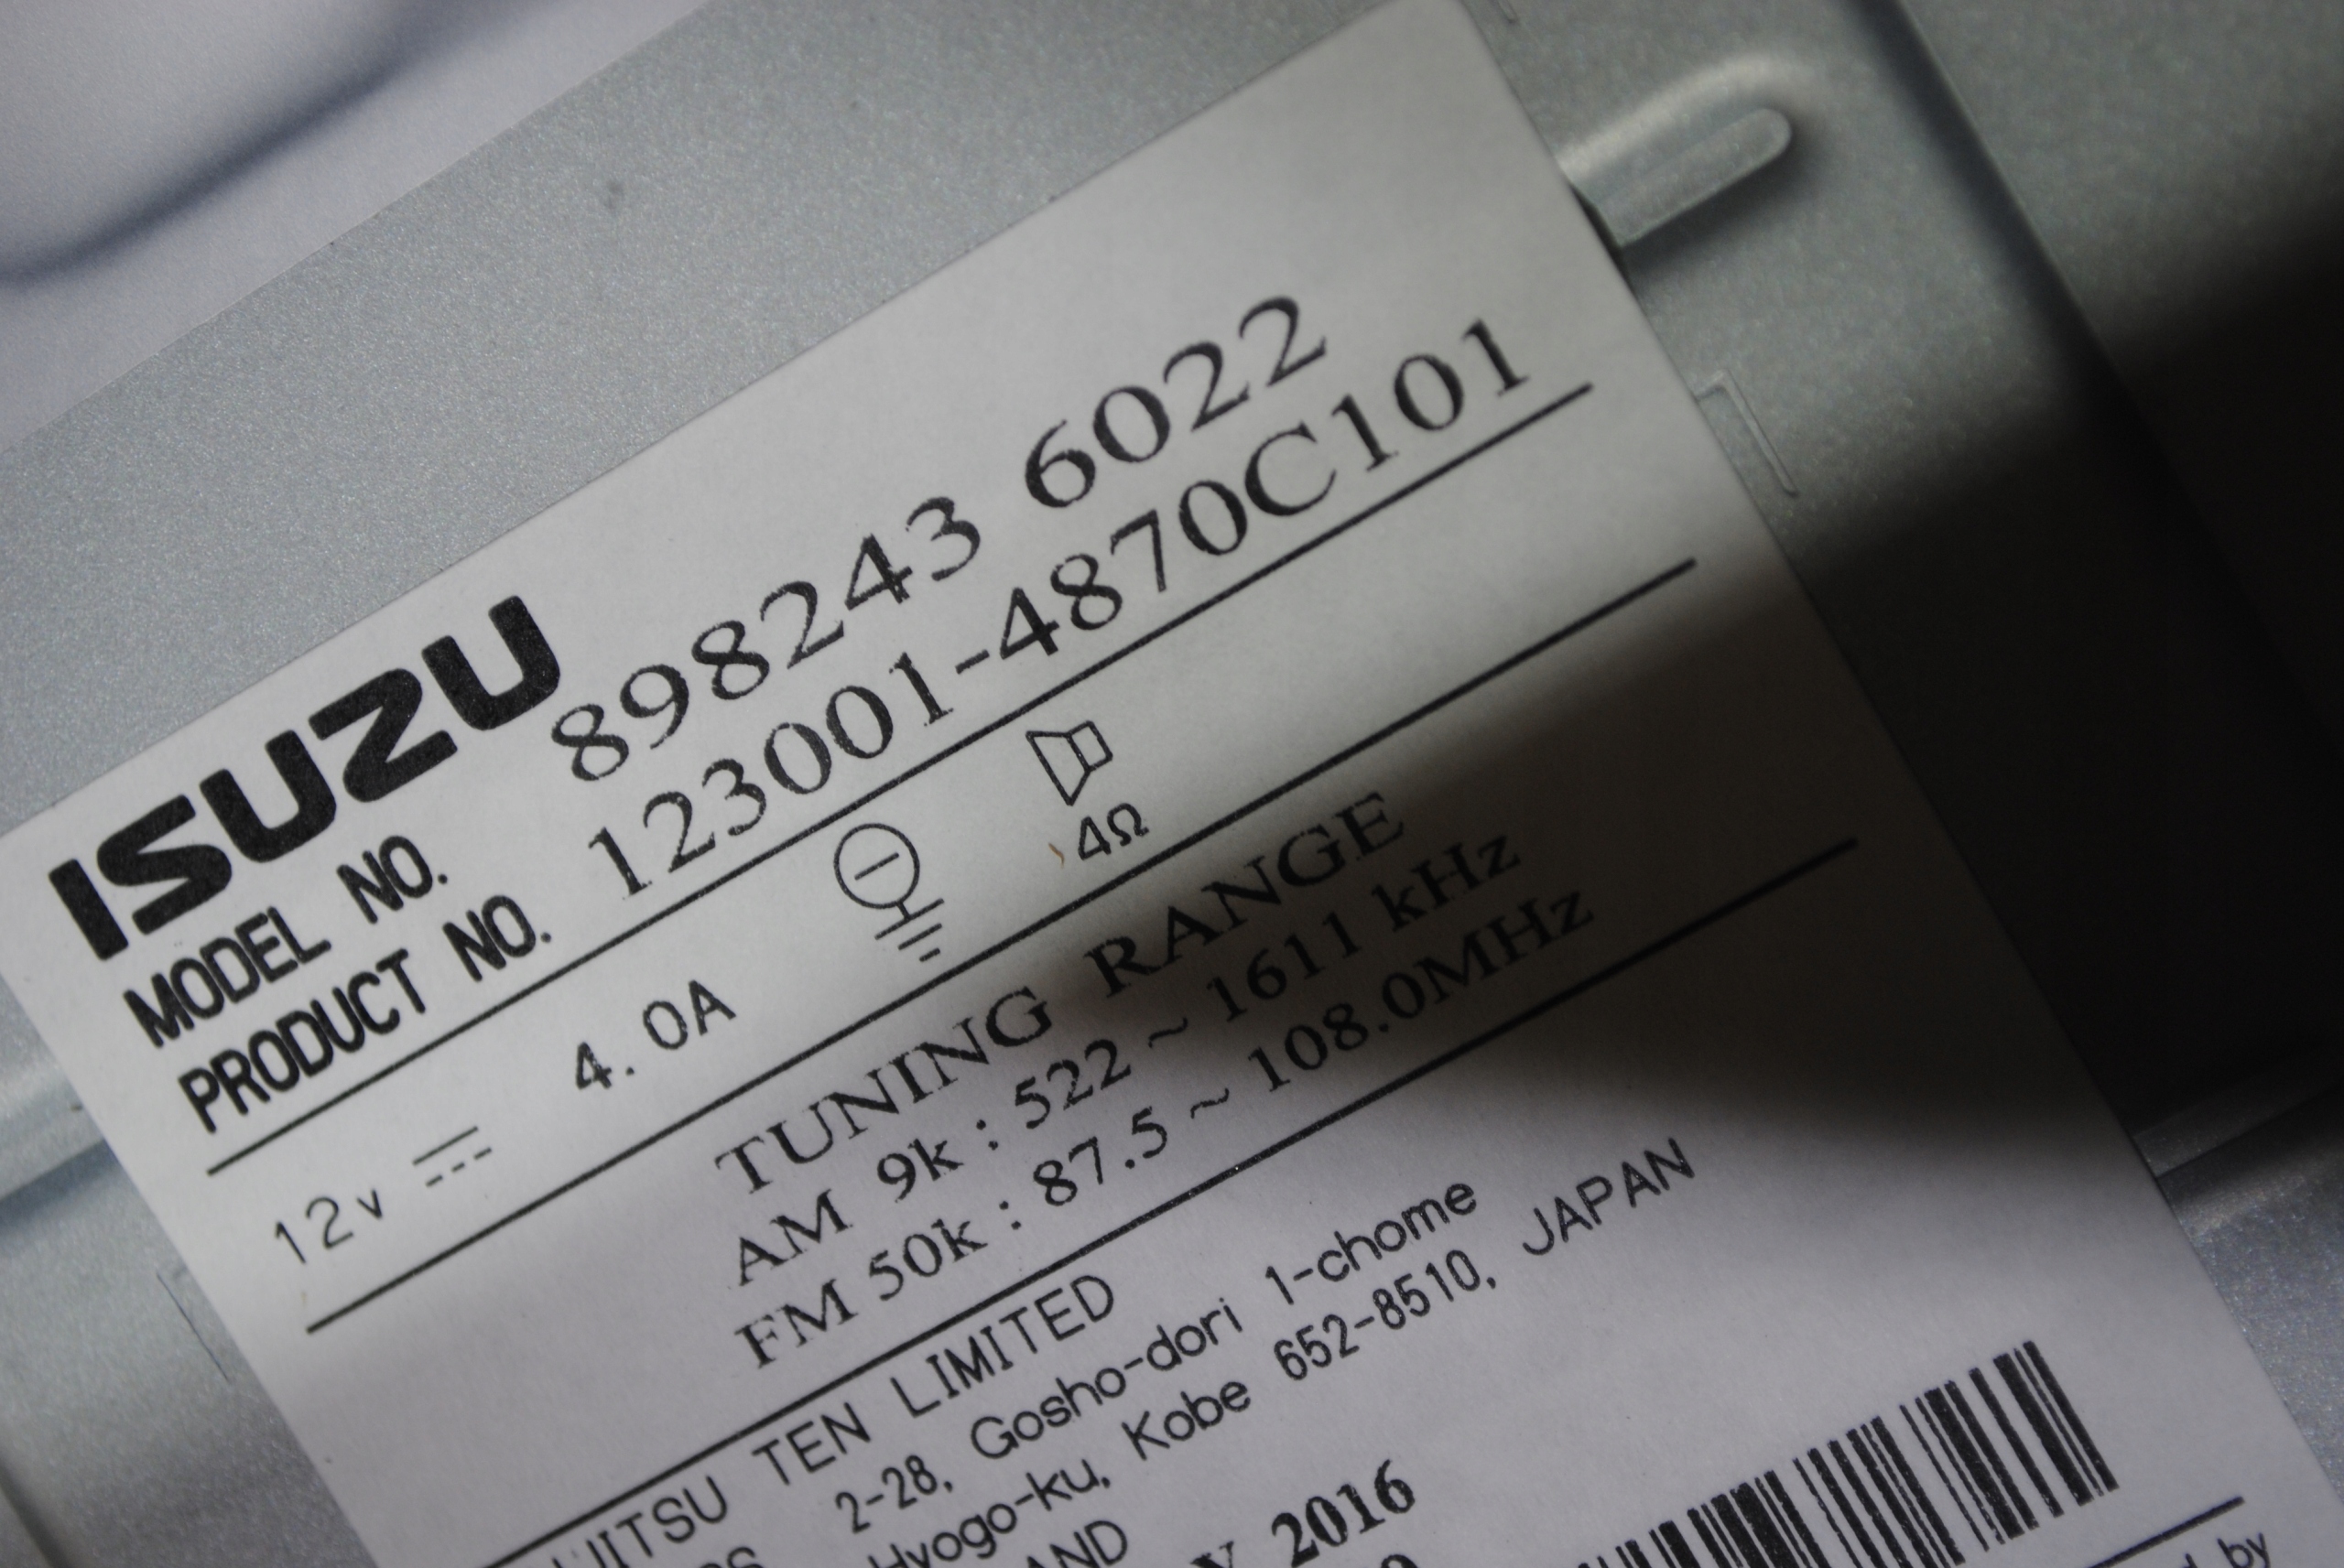 ISUZU
MODEL NO. 898243 6022
PRODUCT NO. 123001-4870C101
12v 4.0A 4Ω
TUNING RANGE
AM 9k : 522 ~ 1611 kHz
FM 50k : 87.5 ~ 108.0MHz
TEN LIMITED
2-28, Gosho-dori 1-chome
Hyogo-ku, Kobe 652-8510, JAPAN
2016
by